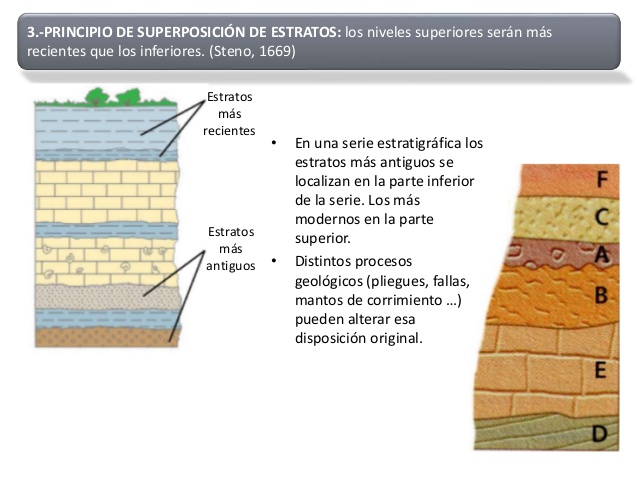 3.-PRINCIPIO DE SUPERPOSICIÓN DE ESTRATOS: los niveles superiores serán más
recientes que los inferiores. (Steno, 1669)
Estratos
más
recientes
Estratos
más
antiguos
• En una serie estratigráfica los
estratos más antiguos se
localizan en la parte inferior
de la serie. Los más
modernos en la parte
superior.
• Distintos procesos
geológicos (pliegues, fallas,
mantos de corrimiento …)
pueden alterar esa
disposición original.
F
C
A
B
E
D